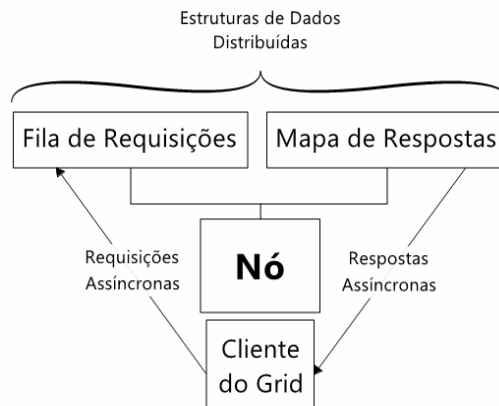 Estruturas de Dados
Distribuídas
Fila de Requisições
Mapa de Respostas
Nó
Requisições
Assíncronas
Respostas
Assíncronas
Cliente
do Grid